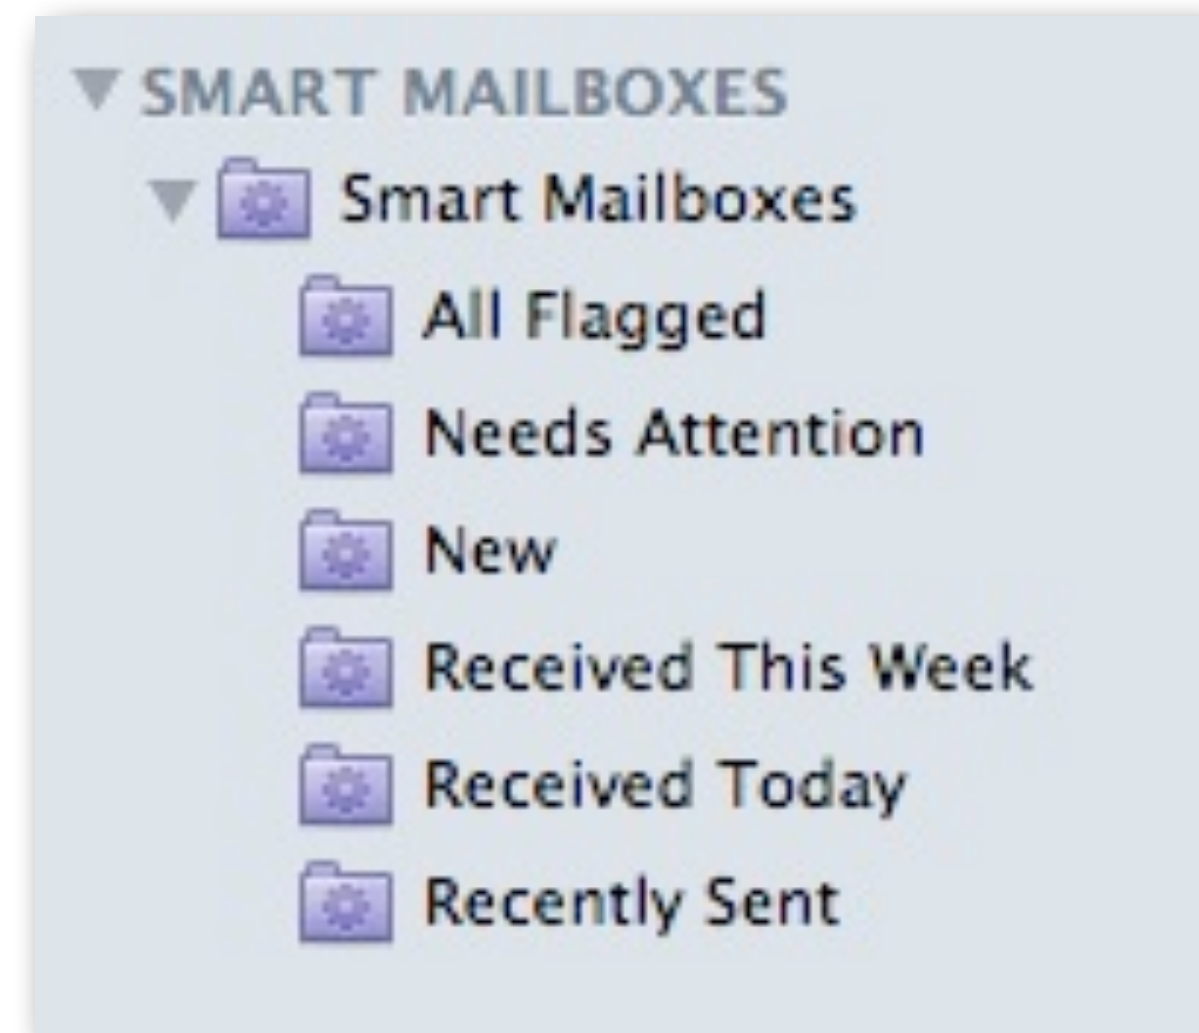 SMART MAILBOXES
Smart Mailboxes
All Flagged
Needs Attention
New
Received This Week
Received Today
Recently Sent